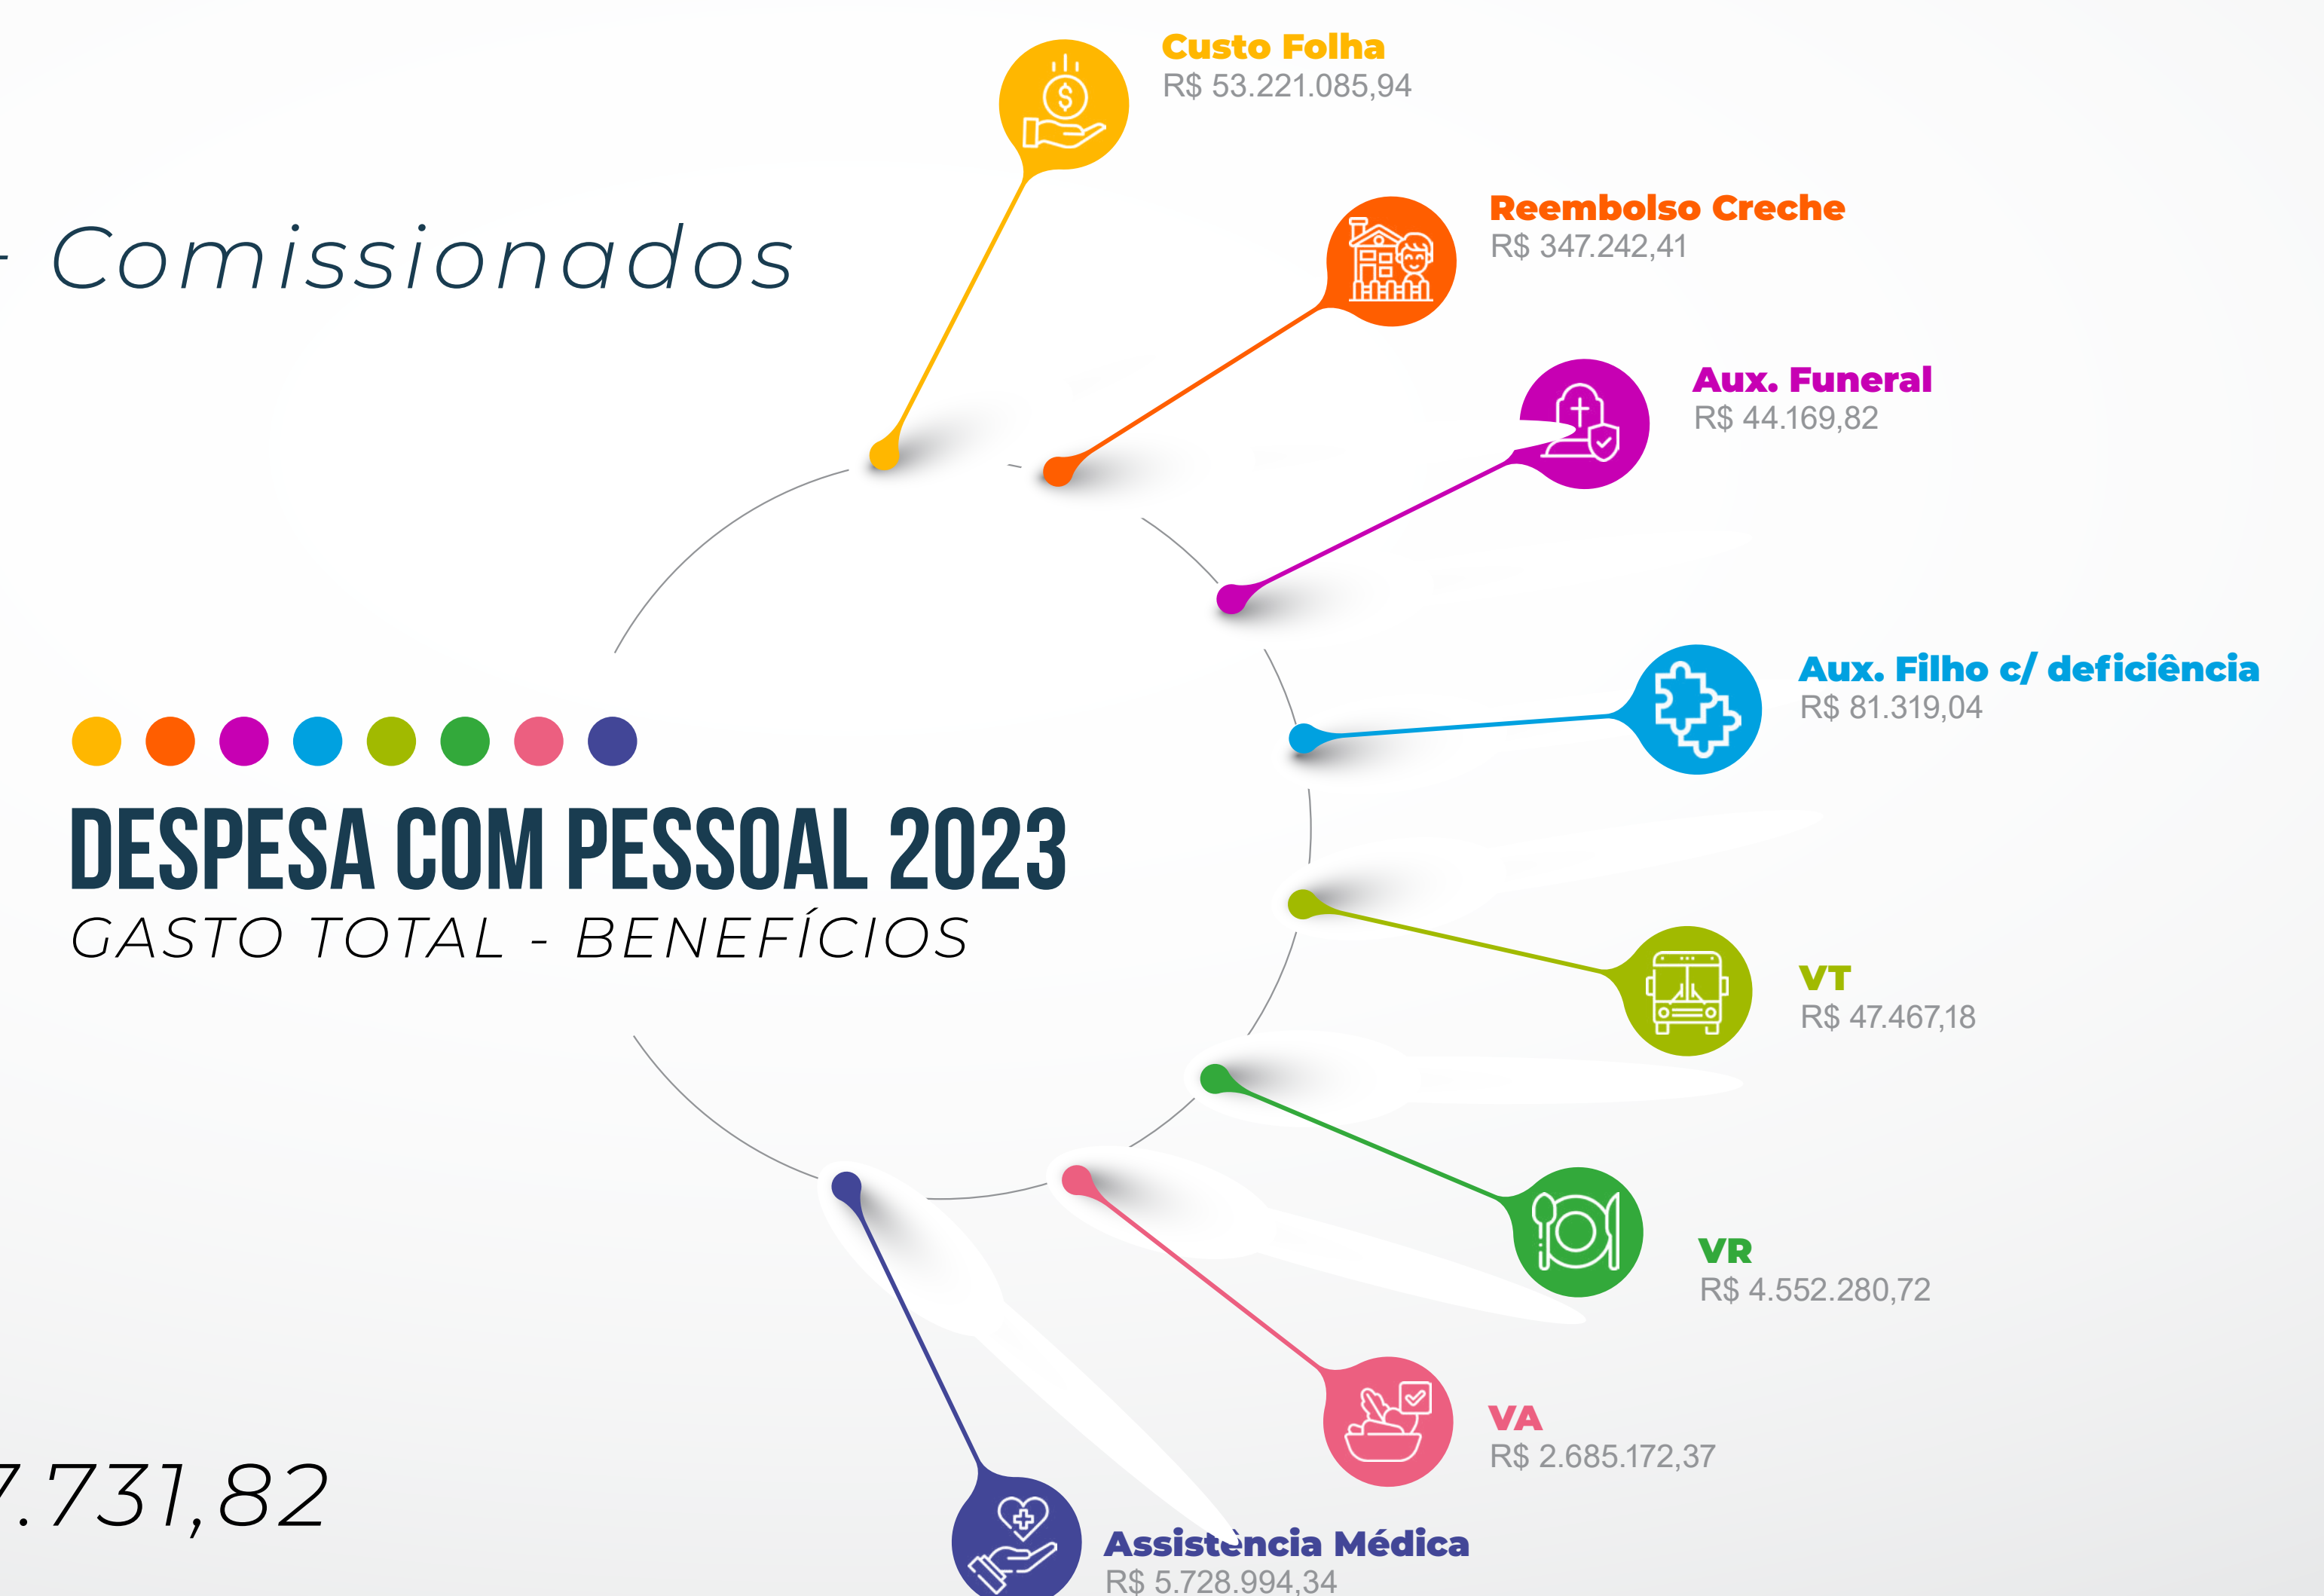 - Comissionados
DESPESA COM PESSOAL 2023
GASTO TOTAL - BENEFÍCIOS
7.731,82
Custo Folha
R$ 53.221.085,94
Reembolso Creche
R$ 347.242,41
Aux. Funeral
R$ 44.169,82
Aux. Filho c/ deficiência
R$ 81.319,04
VT
R$ 47.467,18
VR
R$ 4.552.280,72
VA
R$ 2.685.172,37
Assistência Médica
R$ 5.728.994,34